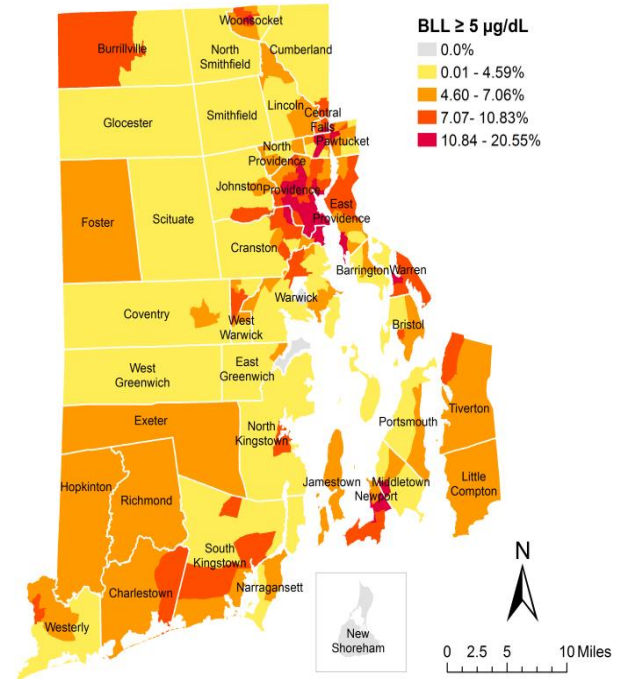 BLL ≥ 5 µg/dL
0.0%
0.01 - 4.59%
4.60 - 7.06%
7.07- 10.83%
10.84 - 20.55%
Woonsocket
Burrillville
North
Smithfield
Cumberland
Glocester
Smithfield
Lincoln
Central
Falls
Pawtucket
North
Providence
Johnston
Providence
East
Providence
Foster
Scituate
Cranston
Barrington
Warren
Warwick
Coventry
West
Warwick
Bristol
West
Greenwich
East
Greenwich
Exeter
North
Kingstown
Portsmouth
Tiverton
Hopkinton
Richmond
Jamestown
Middletown
Newport
Little
Compton
South
Kingstown
Charlestown
Narragansett
Westerly
New
Shoreham
N
0 2.5 5 10 Miles